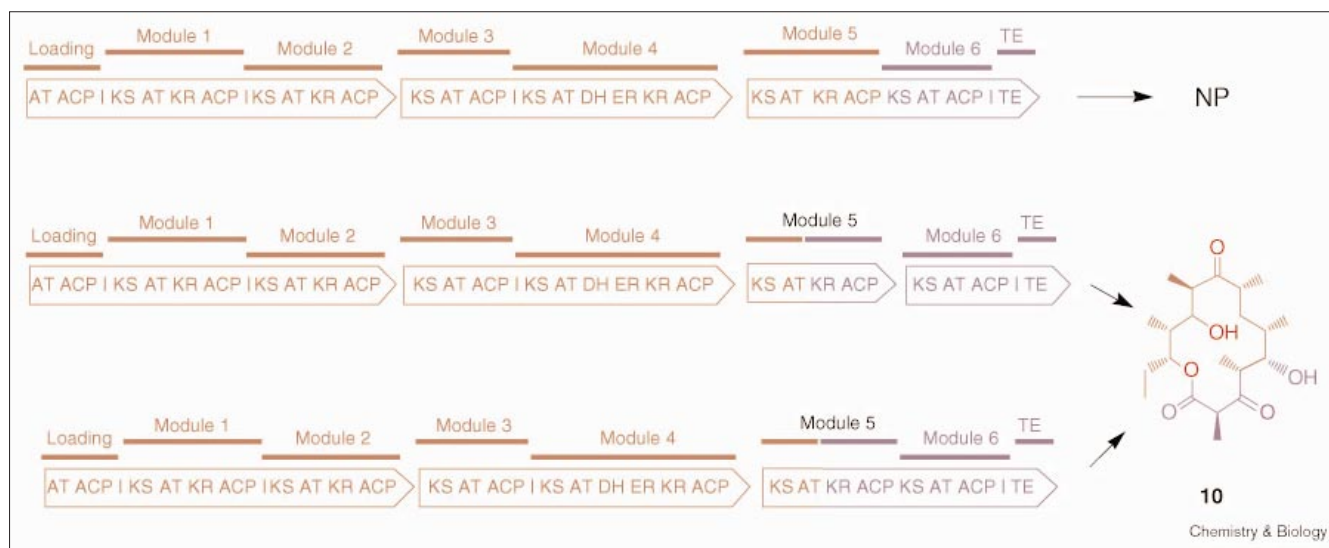 Loading Module 1 Module 2 Module 3 Module 4 Module 5 Module 6 TE
AT ACP | KS AT KR ACP | KS AT KR ACP KS AT ACP | KS AT DH ER KR ACP KS AT KR ACP KS AT ACP | TE NP
Loading Module 1 Module 2 Module 3 Module 4 Module 5 Module 6 TE
AT ACP | KS AT KR ACP | KS AT KR ACP KS AT ACP | KS AT DH ER KR ACP KS AT KR ACP KS AT ACP | TE
O
OH
O
OH
O
O
Loading Module 1 Module 2 Module 3 Module 4 Module 5 Module 6 TE
AT ACP | KS AT KR ACP | KS AT KR ACP KS AT ACP | KS AT DH ER KR ACP KS AT KR ACP KS AT ACP | TE
10
Chemistry & Biology